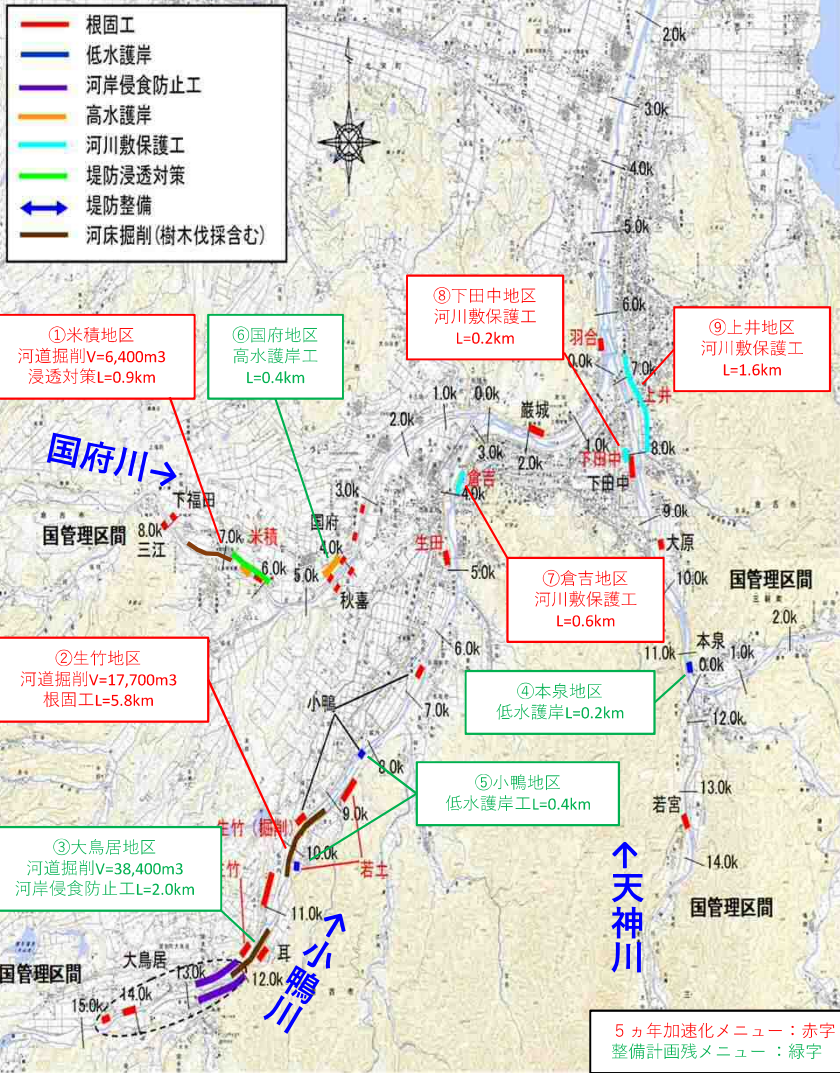 根固工
低水護岸
河岸侵食防止工
高水護岸
河川敷保護工
堤防浸透対策
堤防整備
河床掘削(樹木伐採含む)
2.0k
3.0k
4.0k
5.0k
6.0k
⑧下田中地区
河川敷保護工
L=0.2km
①米積地区
河道掘削V=6,400m3
浸透対策L=0.9km
⑥国府地区
高水護岸工
L=0.4km
⑨上井地区
河川敷保護工
L=1.6km
羽合
0.0k
7.0k
上井
1.0k
0.0k
2.0k
巌城
3.0k
2.0k
1.0k
8.0k
下田中
下田中
国府川→
倉吉
4.0k
3.0k
下福田
国府
8.0k
三江
国管理区間
7.0k
米積
4.0k
6.0k
5.0k
秋喜
生田
5.0k
9.0k
大原
10.0k
国管理区間
⑦倉吉地区
河川敷保護工
L=0.6km
2.0k
本泉
11.0k
0.0k
1.0k
12.0k
6.0k
②生竹地区
河道掘削V=17,700m3
根固工L=5.8km
④本泉地区
低水護岸L=0.2km
小鴨
7.0k
8.0k
⑤小鴨地区
低水護岸工L=0.4km
13.0k
若宮
14.0k
9.0k
生竹(掘削)
10.0k
若土
③大鳥居地区
河道掘削V=38,400m3
河岸侵食防止工L=2.0km
生竹
↑天神川
国管理区間
11.0k
→小鴨川
耳
大鳥居
国管理区間
13.0k
12.0k
14.0k
15.0k
5ヵ年加速化メニュー：赤字
整備計画残メニュー：緑字